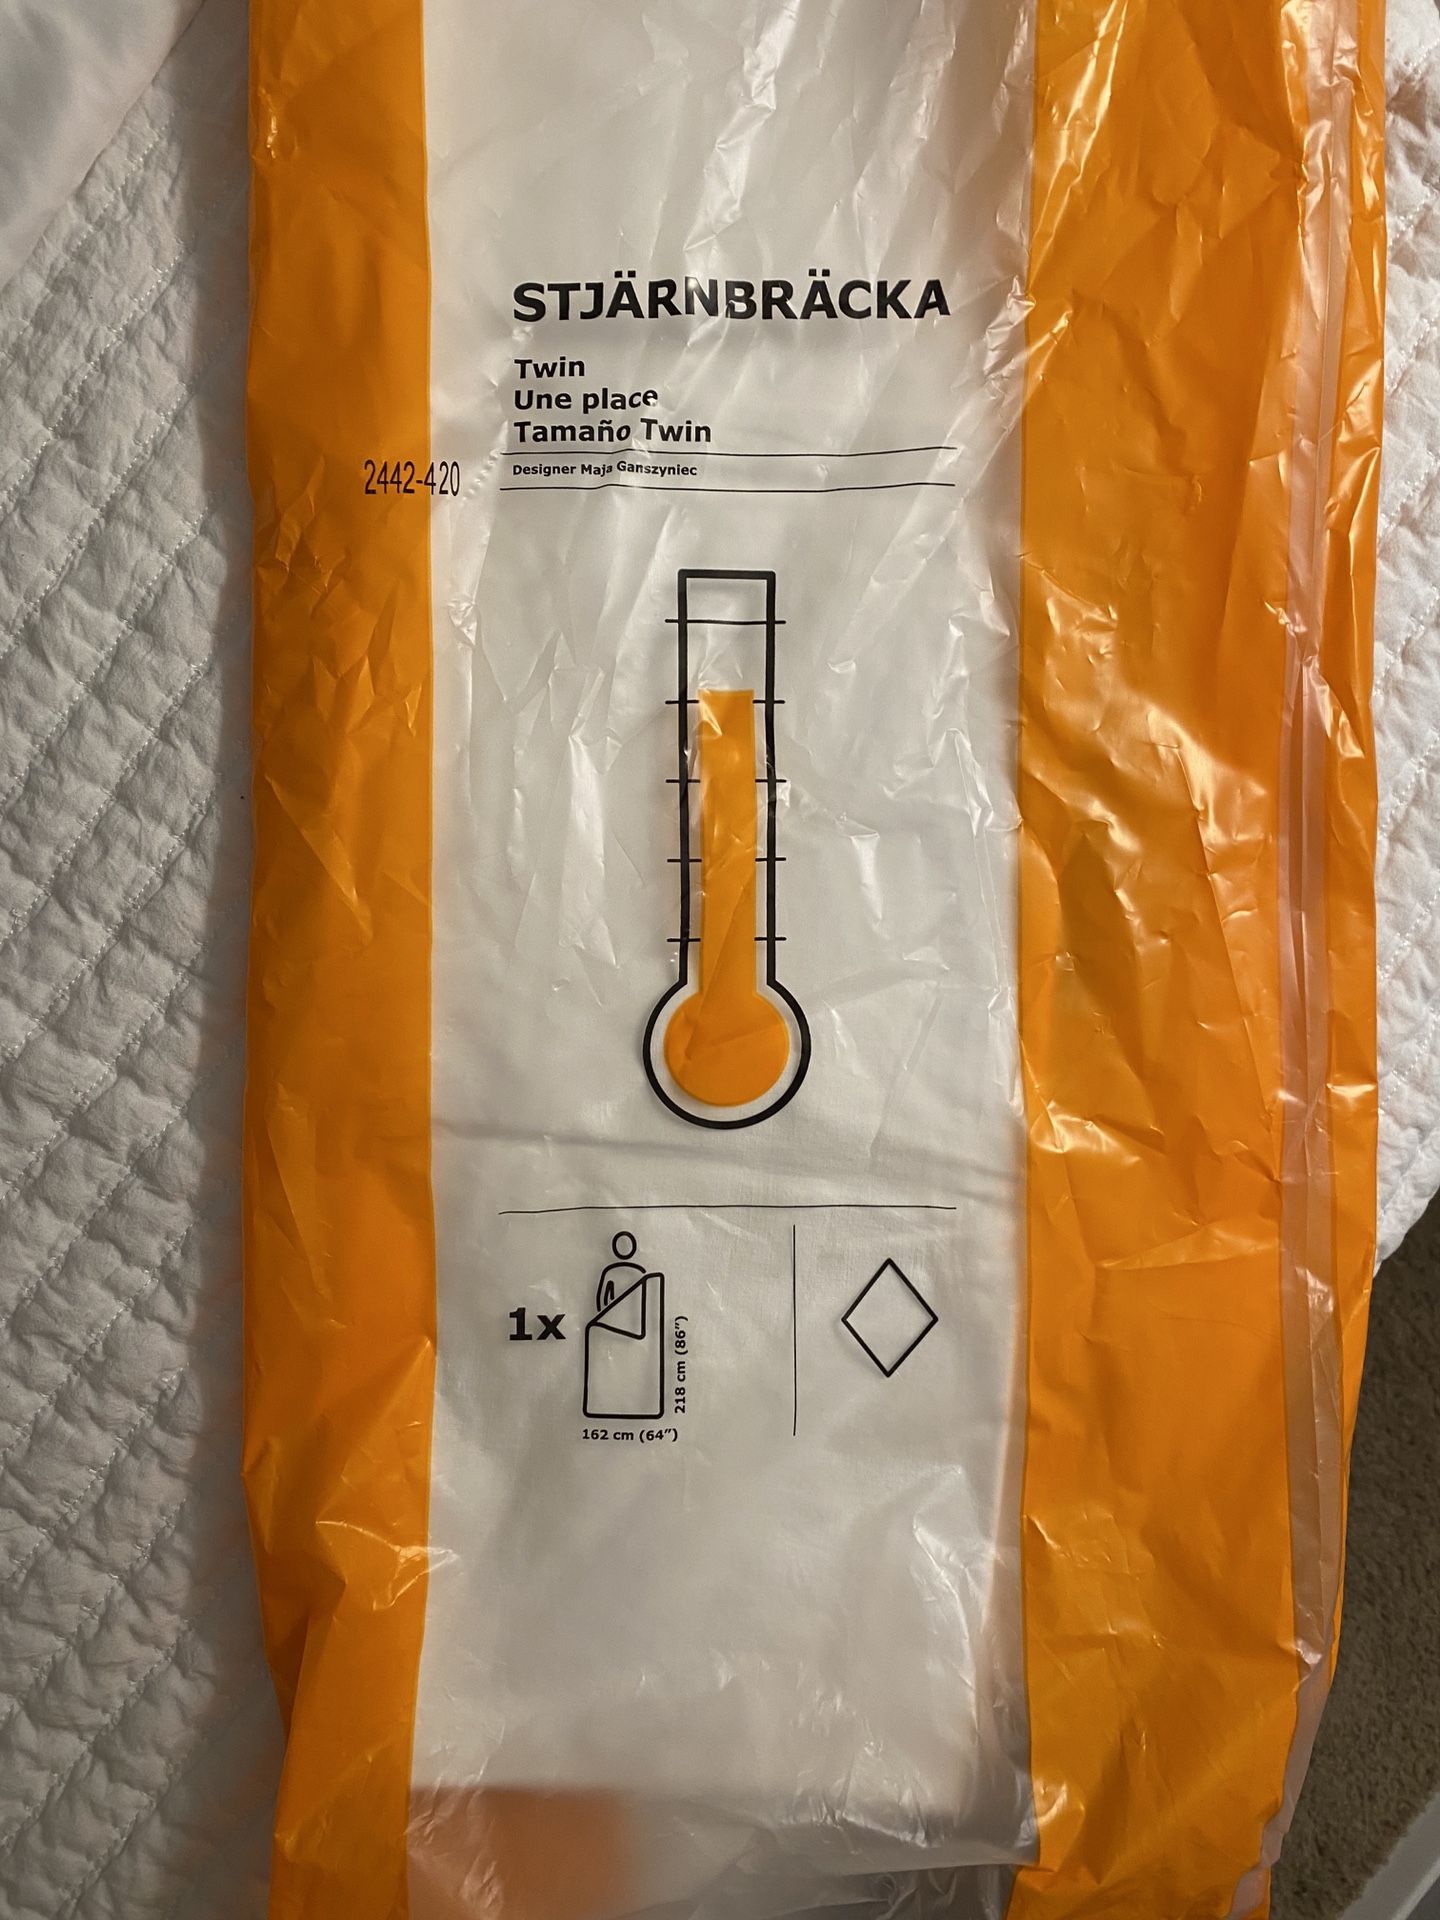 STJÄRNBRÄCKA
Twin
Une place
Tamaño Twin
Designer Maja Ganszyniec
2442-420
1x
218 cm (86")
162 cm (64")